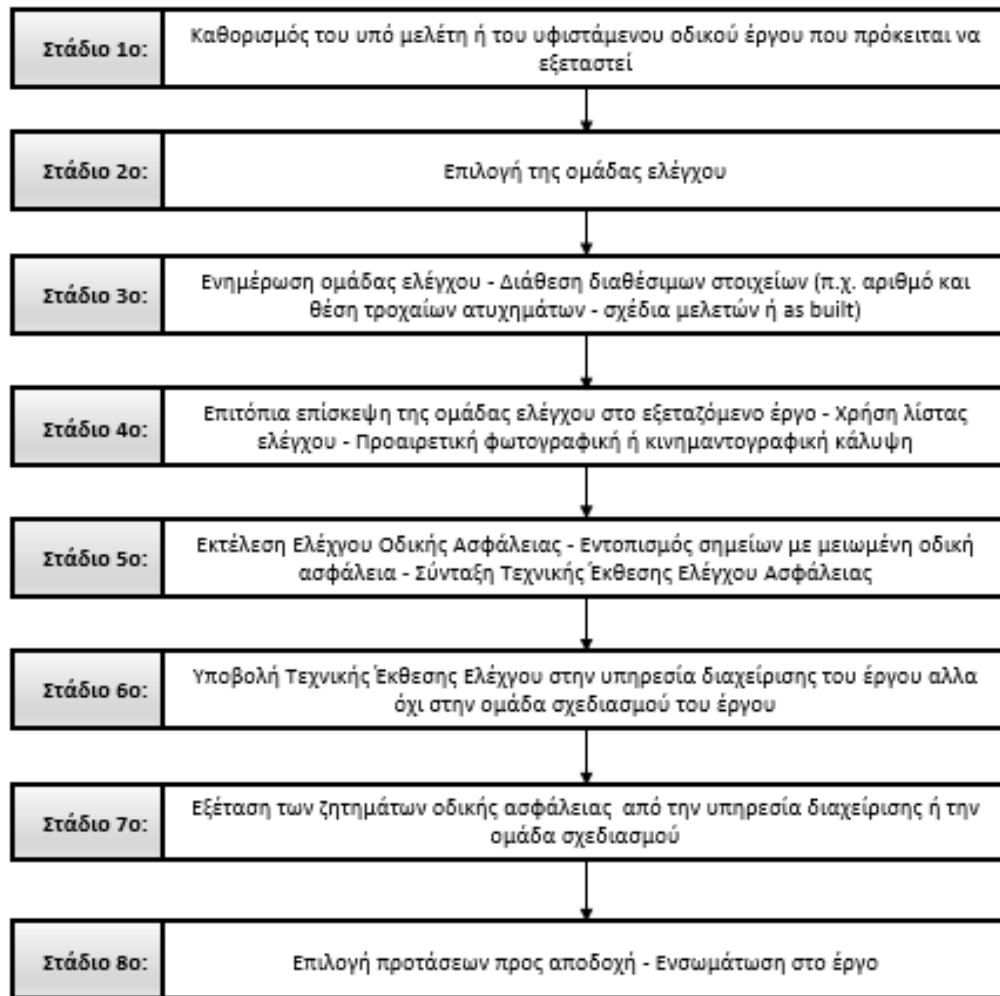 Στάδιο 1ο:
Καθορισμός του υπό μελέτη ή του υφιστάμενου οδικού έργου που πρόκειται να
εξεταστεί
Στάδιο 2ο:
Επιλογή της ομάδας ελέγχου
Στάδιο 3ο:
Ενημέρωση ομάδας ελέγχου - Διάθεση διαθέσιμων στοιχείων (π.χ. αριθμό και
θέση τροχαίων ατυχημάτων - σχέδια μελετών ή as built)
Στάδιο 4ο:
Επιτόπια επίσκεψη της ομάδας ελέγχου στο εξεταζόμενο έργο - Χρήση λίστας
ελέγχου - Προαιρετική φωτογραφική ή κινημαντογραφική κάλυψη
Στάδιο 5ο:
Εκτέλεση Ελέχγου Οδικής Ασφάλειας - Εντοπισμός σημείων με μειωμένη οδική
ασφάλεια - Σύνταξη Τεχνικής Έκθεσης Ελέγχου Ασφάλειας
Στάδιο 6ο:
Υποβολή Τεχνικής Έκθεσης Ελέχγου στην υπηρεσία διαχείρισης του έργου αλλα
όχι στην ομάδα σχεδιασμού του έργου
Στάδιο 7ο:
Εξέταση των ζητημάτων οδικής ασφάλειας από την υπηρεσία διαχείρισης ή την
ομάδα σχεδιασμού
Στάδιο 8ο:
Επιλογή προτάσεων προς αποδοχή - Ενσωμάτωση στο έργο